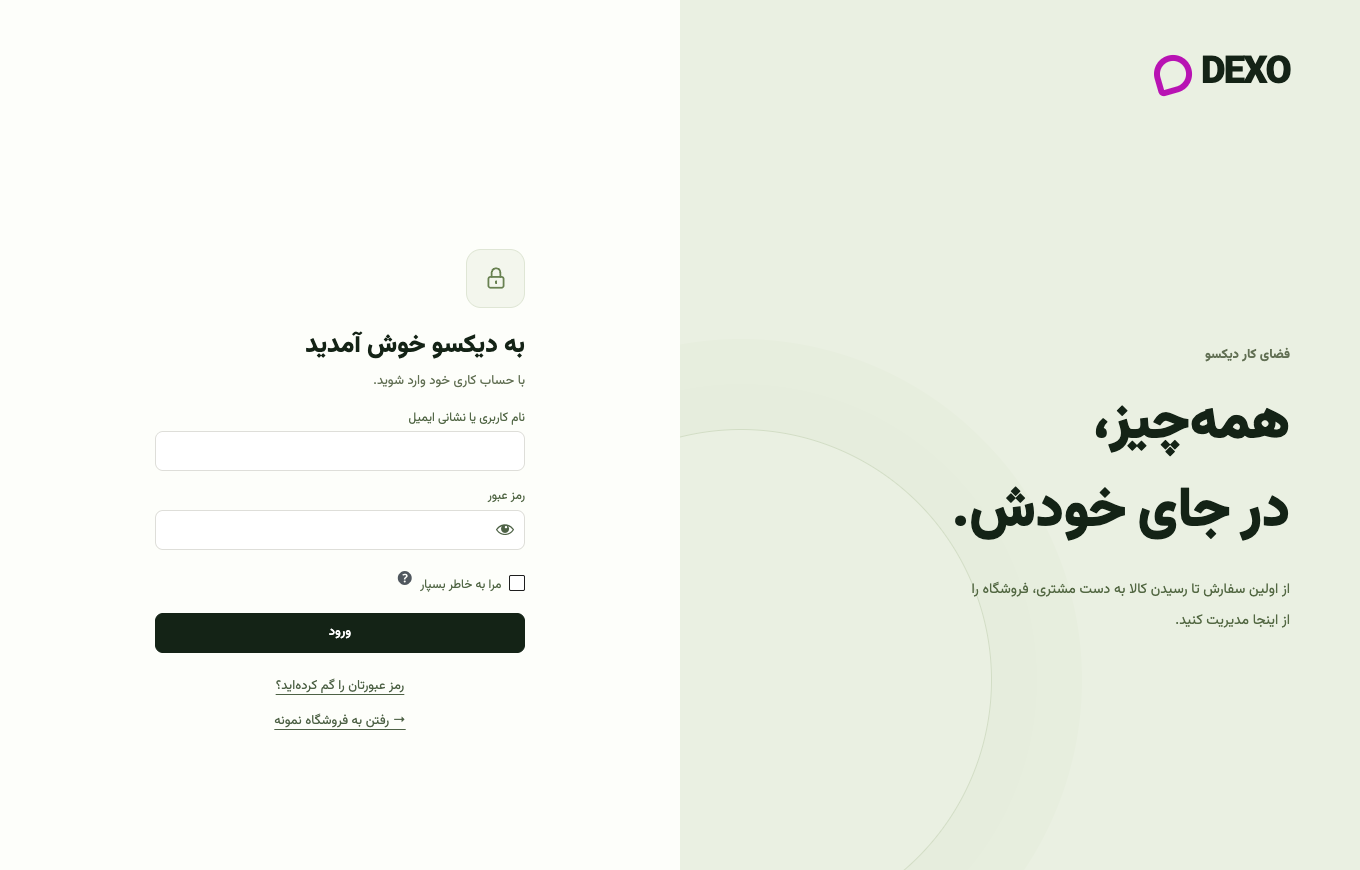 DEXO
فضای کار دیکسو
همه‌چیز،
در جای خودش.
از اولین سفارش تا رسیدن کالا به دست مشتری، فروشگاه را
از اینجا مدیریت کنید.
به دیکسو خوش آمدید
با حساب کاری خود وارد شوید.
نام کاربری یا نشانی ایمیل
رمز عبور
مرا به خاطر بسپار ?
ورود
رمز عبورتان را گم کرده‌اید؟
→ رفتن به فروشگاه نمونه